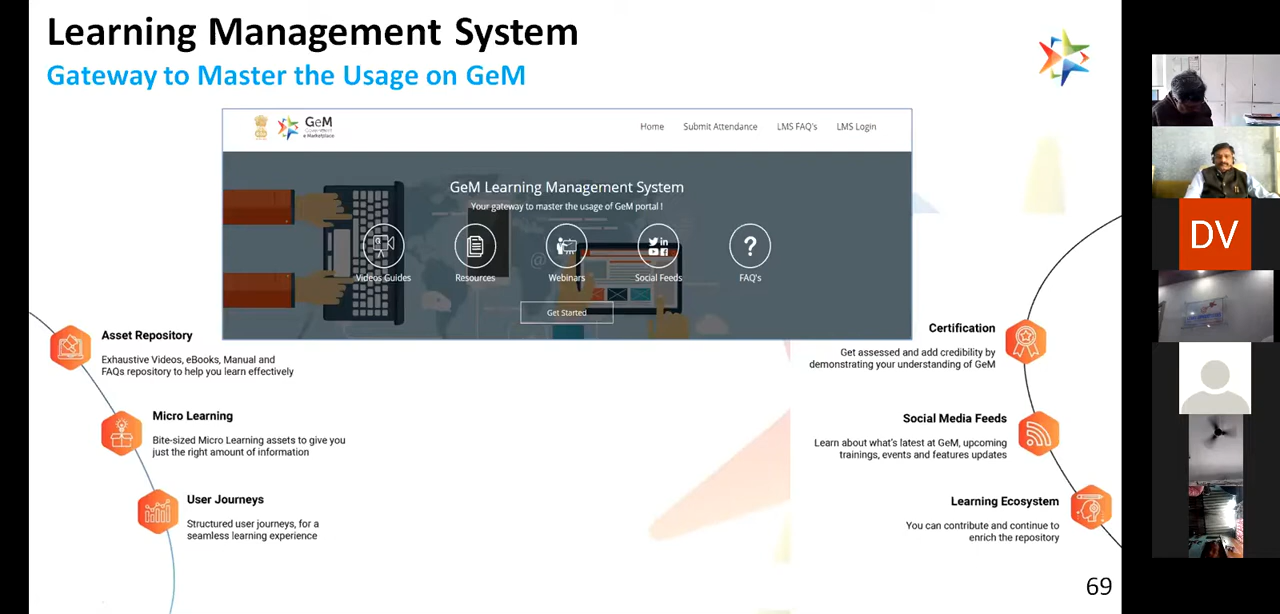 Learning Management System
Gateway to Master the Usage on GeM
GeM
Government
e Marketplace
Home Submit Attendance LMS FAQ's LMS Login
GeM Learning Management System
Your gateway to master the usage of GeM portal !
Videos Guides Resources Webinars Social Feeds FAQ's
Get Started
Asset Repository
Exhaustive Videos, eBooks, Manual and
FAQs repository to help you learn effectively
Micro Learning
Bite-sized Micro Learning assets to give you
just the right amount of information
User Journeys
Structured user journeys, for a
seamless learning experience
Certification
Get assessed and add credibility by
demonstrating your understanding of GeM
Social Media Feeds
Learn about what's latest at GeM, upcoming
trainings, events and features updates
Learning Ecosystem
You can contribute and continue to
enrich the repository
69
DV